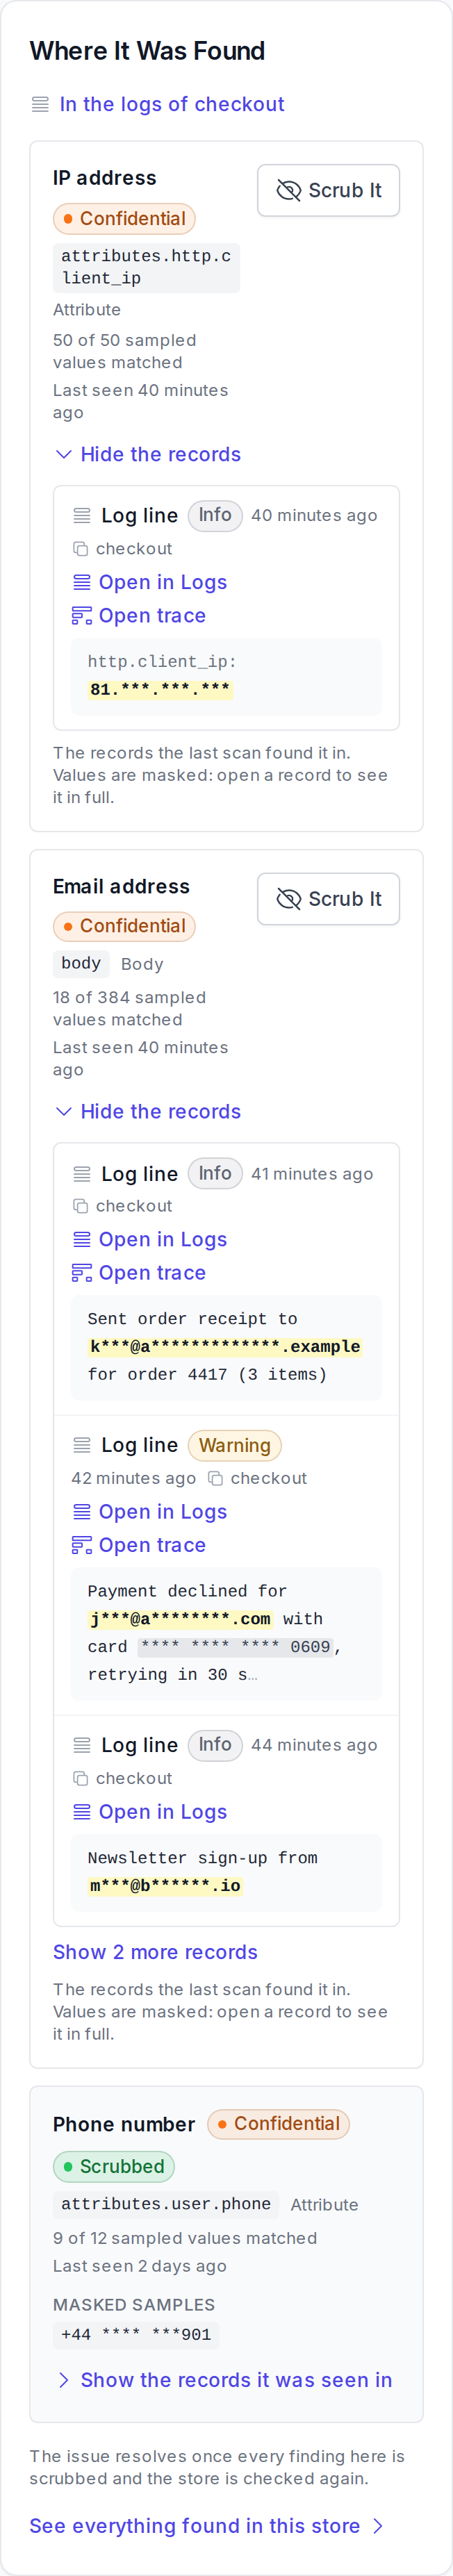 Where It Was Found
In the logs of checkout
IP address
Scrub It
Confidential
attributes.http.c
lient_ip
Attribute
50 of 50 sampled
values matched
Last seen 40 minutes
ago
Hide the records
Log line Info 40 minutes ago
checkout
Open in Logs
Open trace
http.client_ip:
81.***.***.***
The records the last scan found it in.
Values are masked: open a record to see
it in full.
Email address
Scrub It
Confidential
body Body
18 of 384 sampled
values matched
Last seen 40 minutes
ago
Hide the records
Log line Info 41 minutes ago
checkout
Open in Logs
Open trace
Sent order receipt to
k***@a*************.example
for order 4417 (3 items)
Log line Warning
42 minutes ago checkout
Open in Logs
Open trace
Payment declined for
j***@a********.com with
card **** **** **** 0609,
retrying in 30 s…
Log line Info 44 minutes ago
checkout
Open in Logs
Newsletter sign-up from
m***@b******.io
Show 2 more records
The records the last scan found it in.
Values are masked: open a record to see
it in full.
Phone number Confidential
Scrubbed
attributes.user.phone Attribute
9 of 12 sampled values matched
Last seen 2 days ago
MASKED SAMPLES
+44 **** ***901
Show the records it was seen in
The issue resolves once every finding here is
scrubbed and the store is checked again.
See everything found in this store